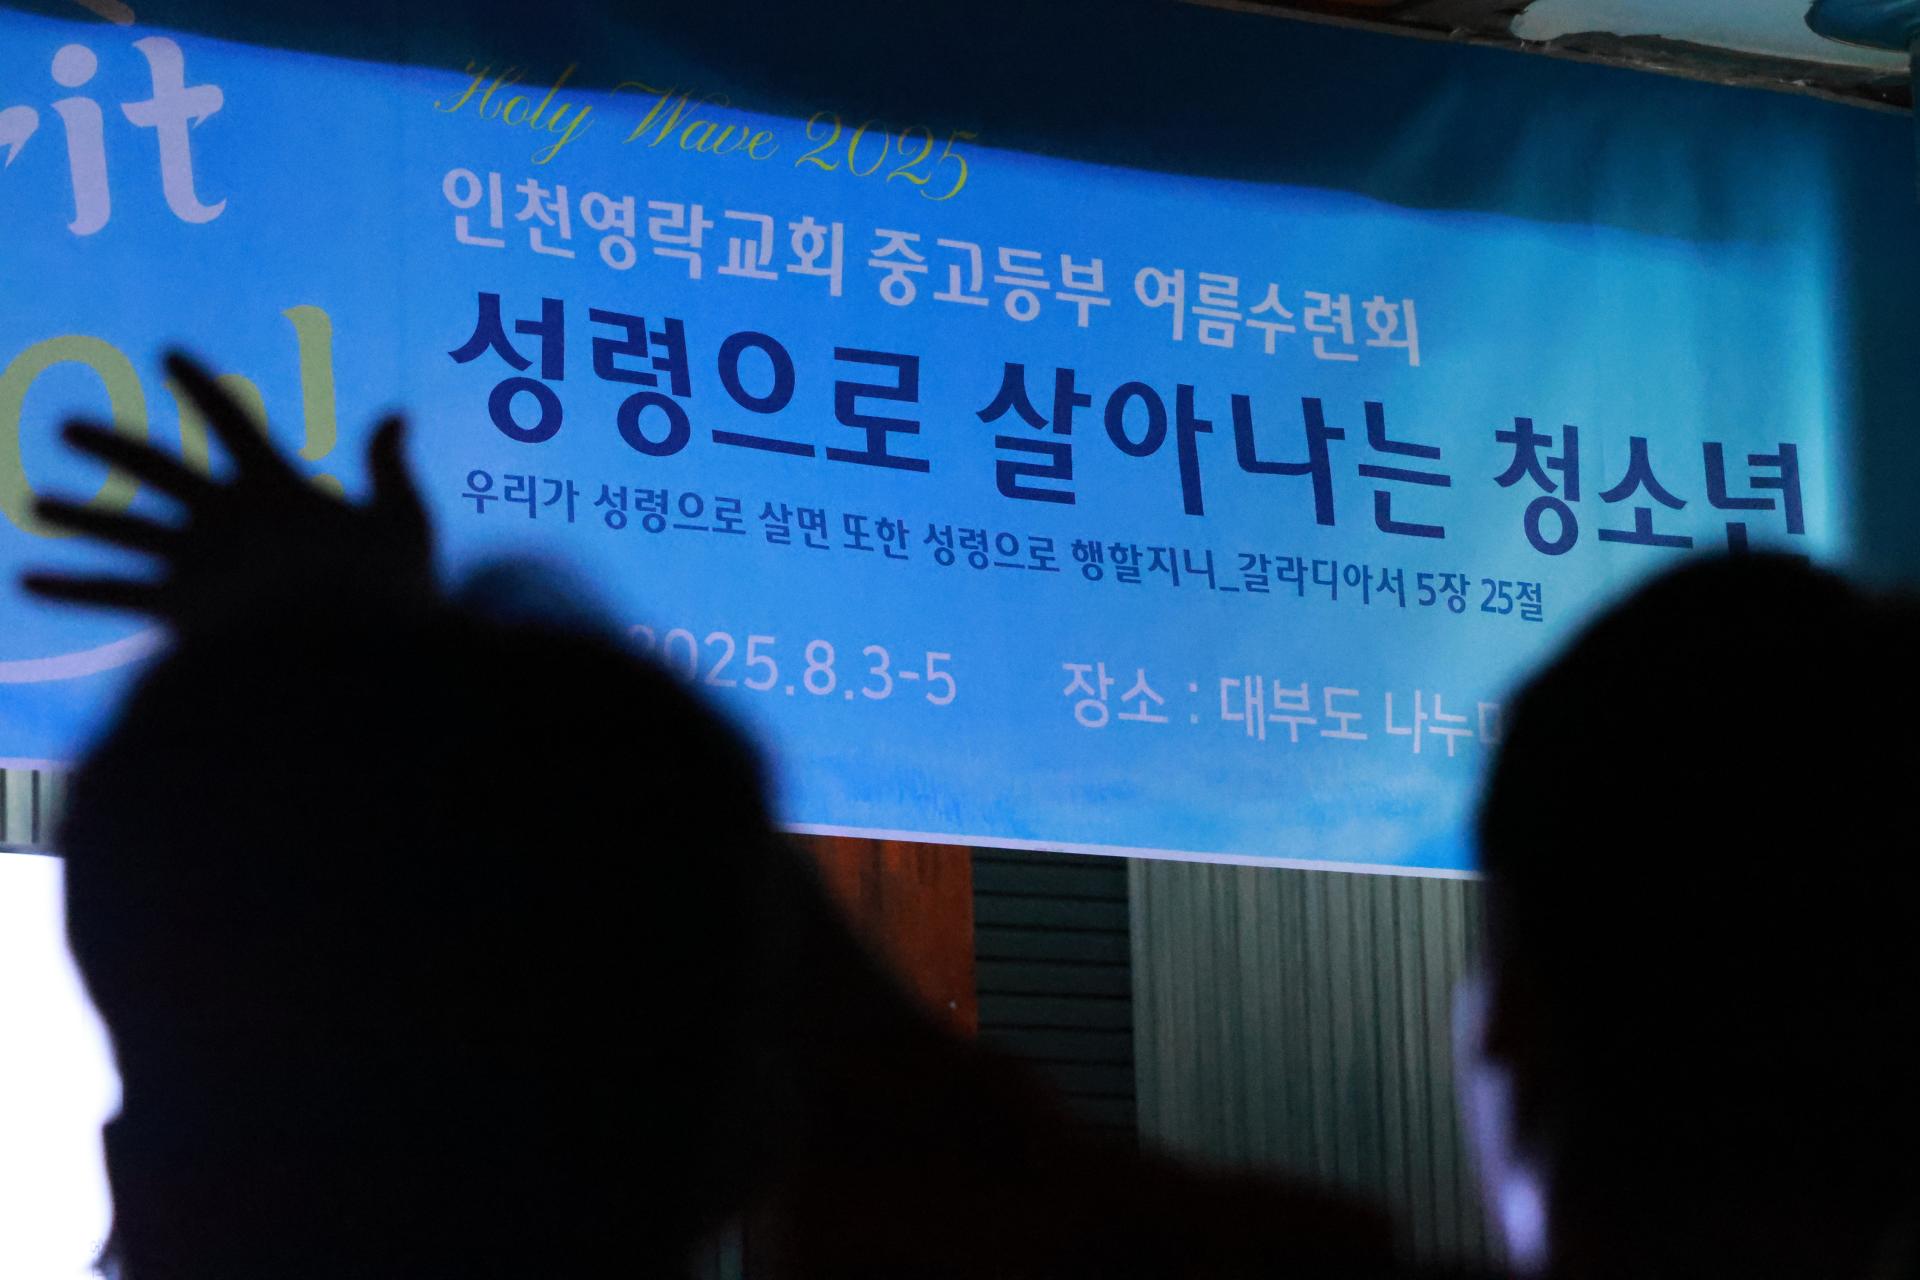 Holy Wave 2025
인천영락교회 중고등부 여름수련회
성령으로 살아나는 청소년
우리가 성령으로 살면 또한 성령으로 행할지니_갈라디아서 5장 25절
2025.8.3-5 장소 : 대부도
On!